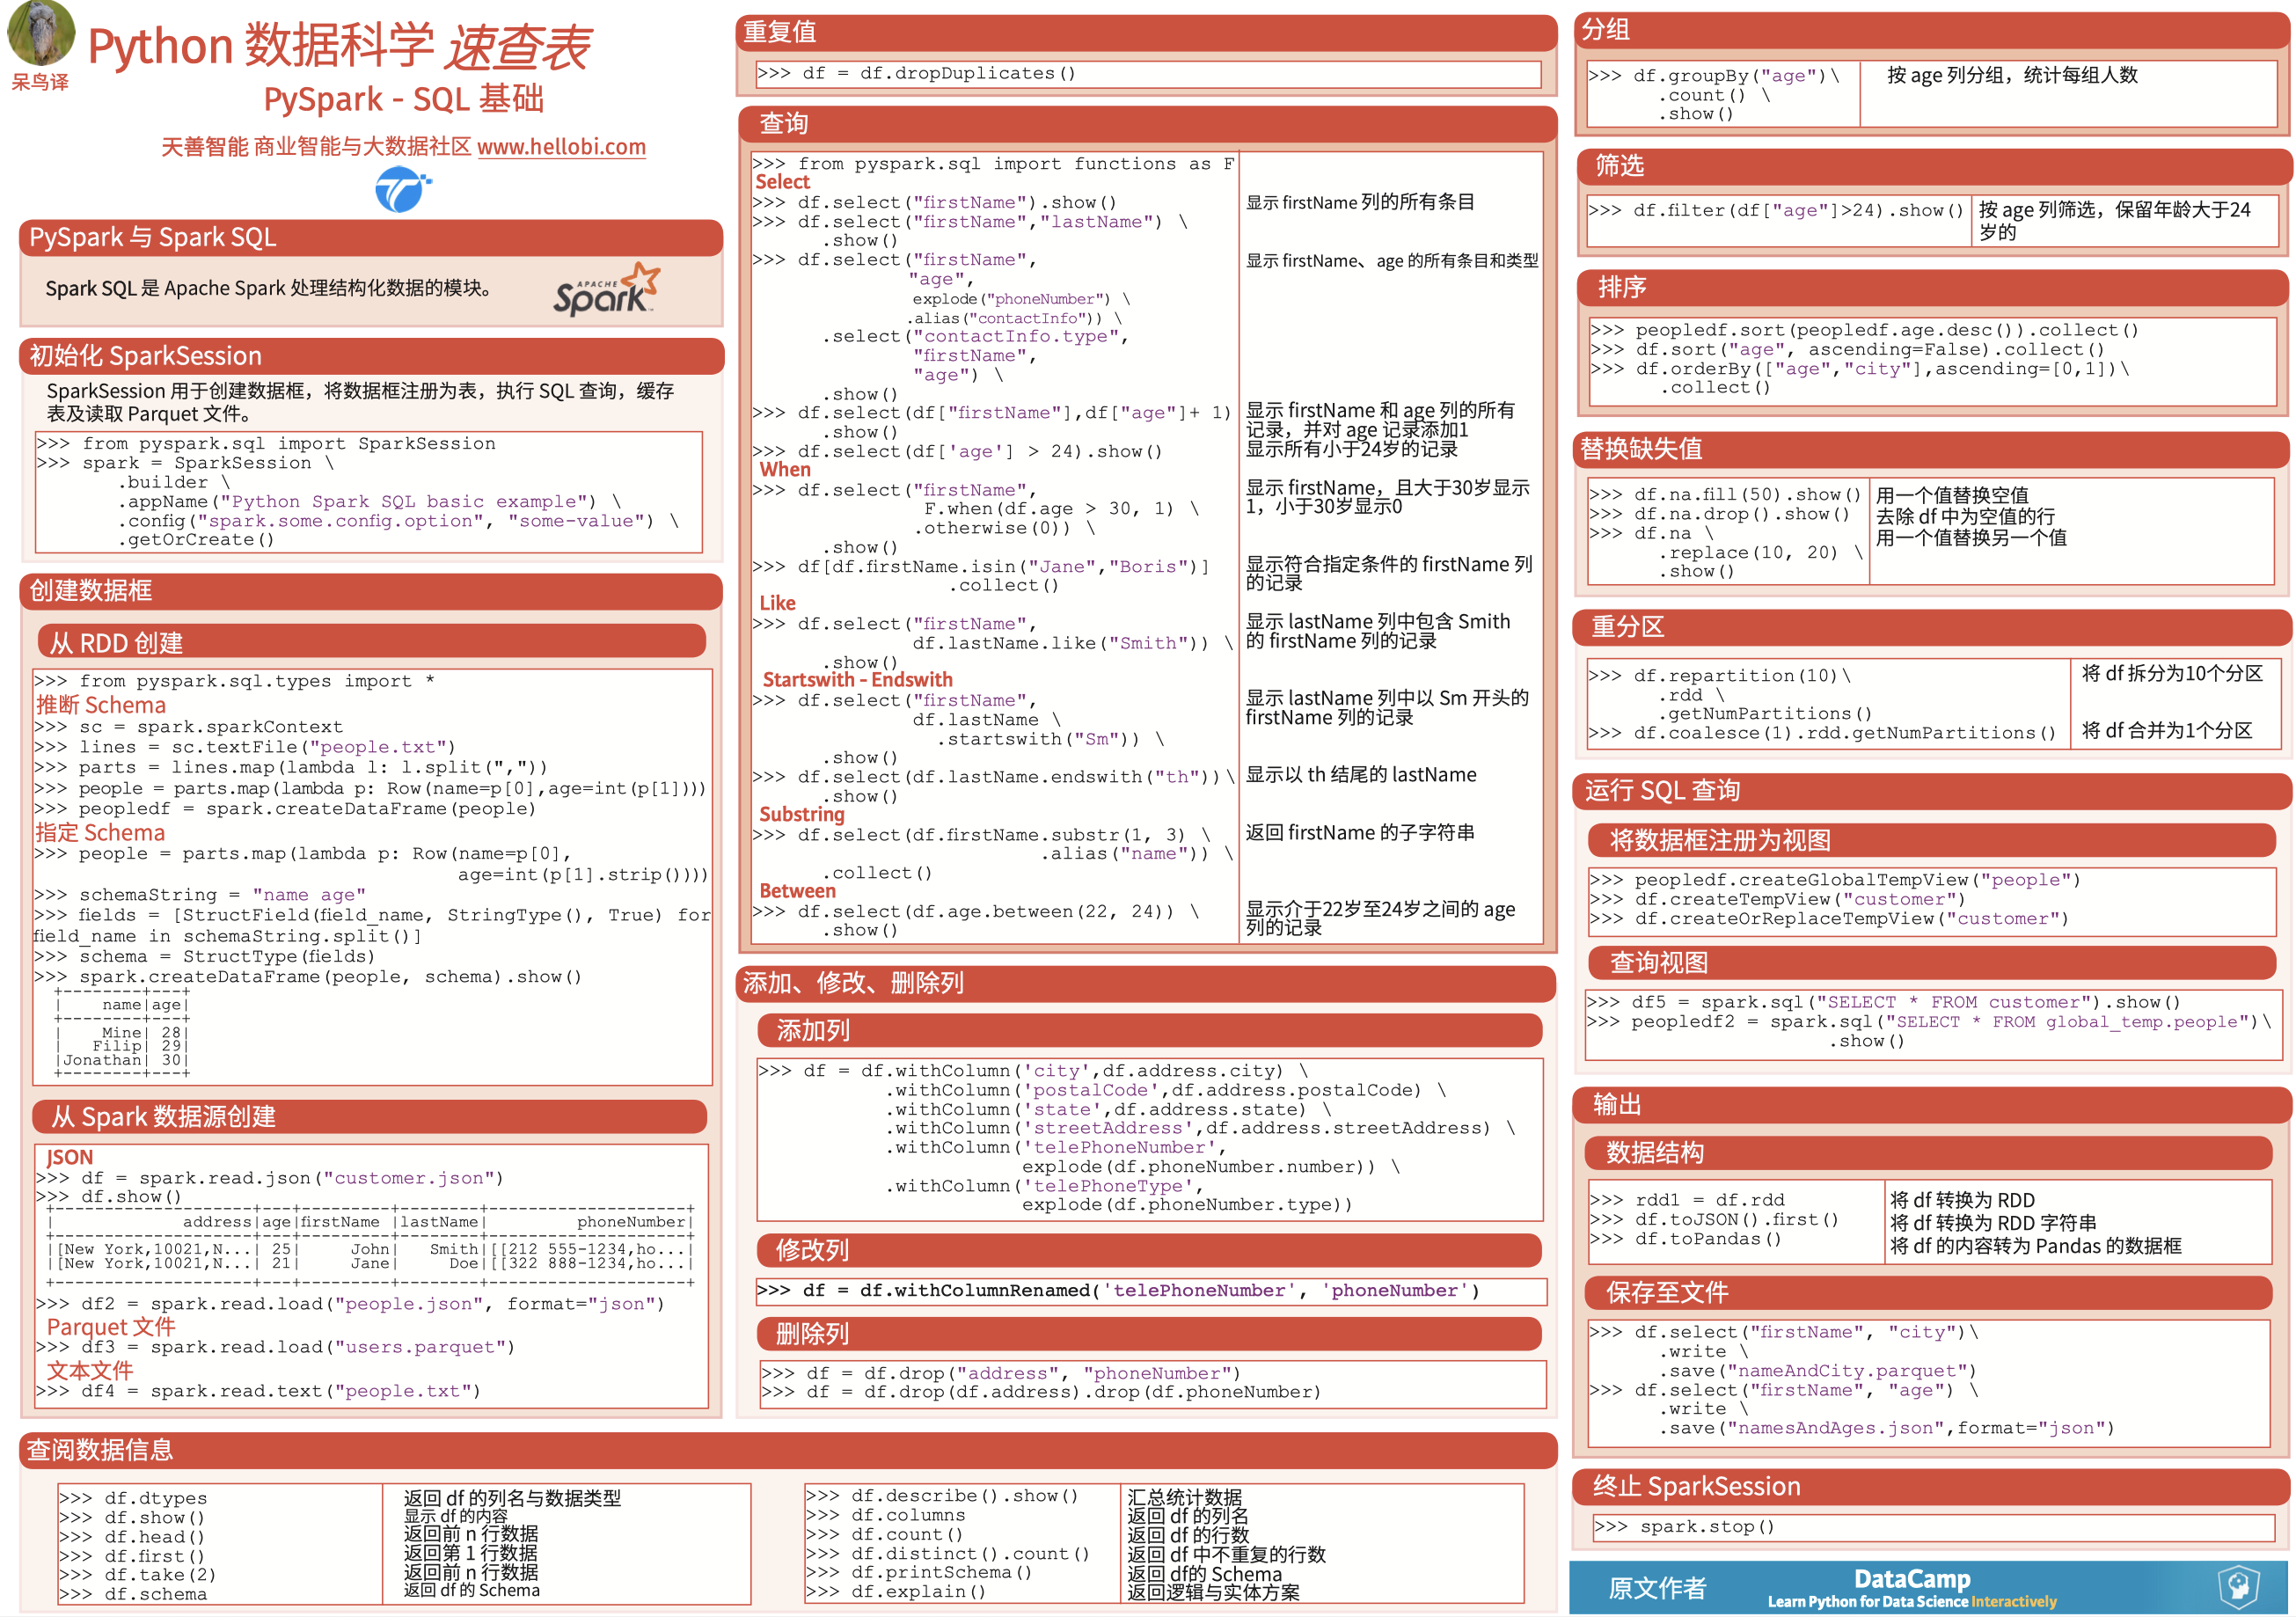 呆鸟译
Python 数据科学 速查表
PySpark - SQL 基础
天善智能 商业智能与大数据社区 www.hellobi.com
PySpark 与 Spark SQL
Spark SQL 是 Apache Spark 处理结构化数据的模块。
APACHE
Spark
初始化 SparkSession
SparkSession 用于创建数据框，将数据框注册为表，执行 SQL 查询，缓存
表及读取 Parquet 文件。
>>> from pyspark.sql import SparkSession
>>> spark = SparkSession \
.builder \
.appName("Python Spark SQL basic example") \
.config("spark.some.config.option", "some-value") \
.getOrCreate()
创建数据框
从 RDD 创建
>>> from pyspark.sql.types import *
推断 Schema
>>> sc = spark.sparkContext
>>> lines = sc.textFile("people.txt")
>>> parts = lines.map(lambda l: l.split(","))
>>> people = parts.map(lambda p: Row(name=p[0],age=int(p[1])))
>>> peopledf = spark.createDataFrame(people)
指定 Schema
>>> people = parts.map(lambda p: Row(name=p[0],
age=int(p[1].strip())))
>>> schemaString = "name age"
>>> fields = [StructField(field_name, StringType(), True) for
field_name in schemaString.split()]
>>> schema = StructType(fields)
>>> spark.createDataFrame(people, schema).show()
+--------+---+
|    name|age|
+--------+---+
|    Mine| 28|
|   Filip| 29|
|Jonathan| 30|
+--------+---+
从 Spark 数据源创建
JSON
>>> df = spark.read.json("customer.json")
>>> df.show()
+--------------------+---+---------+--------+--------------------+
|             address|age|firstName |lastName|         phoneNumber|
+--------------------+---+---------+--------+--------------------+
|[New York,10021,N...| 25|     John|   Smith|[[212 555-1234,ho...|
|[New York,10021,N...| 21|     Jane|     Doe|[[322 888-1234,ho...|
+--------------------+---+---------+--------+--------------------+
>>> df2 = spark.read.load("people.json", format="json")
Parquet 文件
>>> df3 = spark.read.load("users.parquet")
文本文件
>>> df4 = spark.read.text("people.txt")
重复值
>>> df = df.dropDuplicates()
查询
>>> from pyspark.sql import functions as F
Select
>>> df.select("firstName").show() 显示 firstName 列的所有条目
>>> df.select("firstName","lastName") \
.show()
>>> df.select("firstName", 显示 firstName、age 的所有条目和类型
"age",
explode("phoneNumber") \
.alias("contactInfo")) \
.select("contactInfo.type",
"firstName",
"age") \
.show()
>>> df.select(df["firstName"],df["age"]+ 1) 显示 firstName 和 age 列的所有
.show() 记录，并对 age 记录添加1
>>> df.select(df['age'] > 24).show() 显示所有小于24岁的记录
When
>>> df.select("firstName", 显示 firstName，且大于30岁显示
F.when(df.age > 30, 1) \ 1，小于30岁显示0
.otherwise(0)) \
.show()
>>> df[df.firstName.isin("Jane","Boris")] 显示符合指定条件的 firstName 列
.collect() 的记录
Like
>>> df.select("firstName", 显示 lastName 列中包含 Smith
df.lastName.like("Smith")) \ 的 firstName 列的记录
.show()
Startswith - Endswith
>>> df.select("firstName", 显示 lastName 列中以 Sm 开头的
df.lastName \ firstName 列的记录
.startswith("Sm")) \
.show()
>>> df.select(df.lastName.endswith("th"))\ 显示以 th 结尾的 lastName
.show()
Substring
>>> df.select(df.firstName.substr(1, 3) \ 返回 firstName 的子字符串
.alias("name")) \
.collect()
Between
>>> df.select(df.age.between(22, 24)) \ 显示介于22岁至24岁之间的 age
.show() 列的记录
添加、修改、删除列
添加列
>>> df = df.withColumn('city',df.address.city) \
.withColumn('postalCode',df.address.postalCode) \
.withColumn('state',df.address.state) \
.withColumn('streetAddress',df.address.streetAddress) \
.withColumn('telePhoneNumber',
explode(df.phoneNumber.number)) \
.withColumn('telePhoneType',
explode(df.phoneNumber.type))
修改列
>>> df = df.withColumnRenamed('telePhoneNumber', 'phoneNumber')
删除列
>>> df = df.drop("address", "phoneNumber")
>>> df = df.drop(df.address).drop(df.phoneNumber)
查阅数据信息
>>> df.dtypes 返回 df 的列名与数据类型
>>> df.show() 显示 df 的内容
>>> df.head() 返回前 n 行数据
>>> df.first() 返回第 1 行数据
>>> df.take(2) 返回前 n 行数据
>>> df.schema 返回 df 的 Schema
>>> df.describe().show() 汇总统计数据
>>> df.columns 返回 df 的列名
>>> df.count() 返回 df 的行数
>>> df.distinct().count() 返回 df 中不重复的行数
>>> df.printSchema() 返回 df的 Schema
>>> df.explain() 返回逻辑与实体方案
分组
>>> df.groupBy("age")\ 按 age 列分组，统计每组人数
.count() \
.show()
筛选
>>> df.filter(df["age"]>24).show() 按 age 列筛选，保留年龄大于24
岁的
排序
>>> peopledf.sort(peopledf.age.desc()).collect()
>>> df.sort("age", ascending=False).collect()
>>> df.orderBy(["age","city"],ascending=[0,1])\
.collect()
替换缺失值
>>> df.na.fill(50).show() 用一个值替换空值
>>> df.na.drop().show() 去除 df 中为空值的行
>>> df.na \ 用一个值替换另一个值
.replace(10, 20) \
.show()
重分区
>>> df.repartition(10)\ 将 df 拆分为10个分区
.rdd \
.getNumPartitions()
>>> df.coalesce(1).rdd.getNumPartitions() 将 df 合并为1个分区
运行 SQL 查询
将数据框注册为视图
>>> peopledf.createGlobalTempView("people")
>>> df.createTempView("customer")
>>> df.createOrReplaceTempView("customer")
查询视图
>>> df5 = spark.sql("SELECT * FROM customer").show()
>>> peopledf2 = spark.sql("SELECT * FROM global_temp.people")\
.show()
输出
数据结构
>>> rdd1 = df.rdd 将 df 转换为 RDD
>>> df.toJSON().first() 将 df 转换为 RDD 字符串
>>> df.toPandas() 将 df 的内容转为 Pandas 的数据框
保存至文件
>>> df.select("firstName", "city")\
.write \
.save("nameAndCity.parquet")
>>> df.select("firstName", "age") \
.write \
.save("namesAndAges.json",format="json")
终止 SparkSession
>>> spark.stop()
原文作者
DataCamp
Learn Python for Data Science Interactively